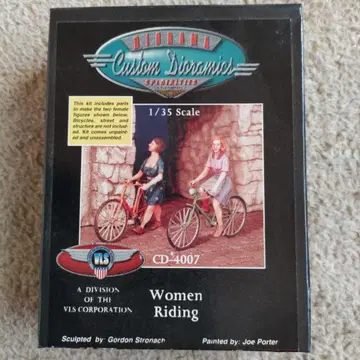 DIORAMA
Custom Dioramics
SPECIALTIES
This kit includes parts
to make the two female
figures shown below.
Bicycles, street and
structure are not includ-
ed. Kit comes unpaint-
ed and unassembled.
1/35 Scale
CD-4007
VLS
A DIVISION
OF THE
VLS CORPORATION
Women
Riding
Sculpted by: Gordon Stronach
Painted by: Joe Porter